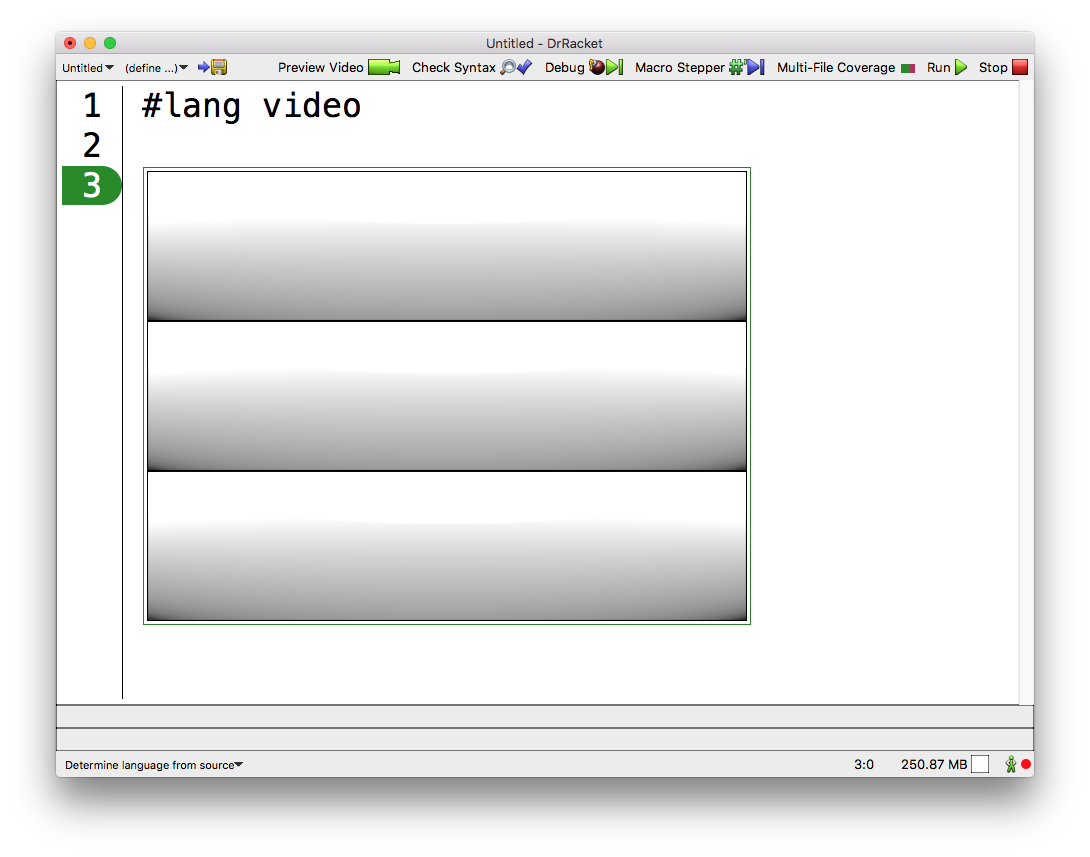 Untitled - DrRacket
Untitled (define ...) Preview Video Check Syntax Debug Macro Stepper Multi-File Coverage Run Stop
1 #lang video
2
3
Determine language from source 3:0 250.87 MB